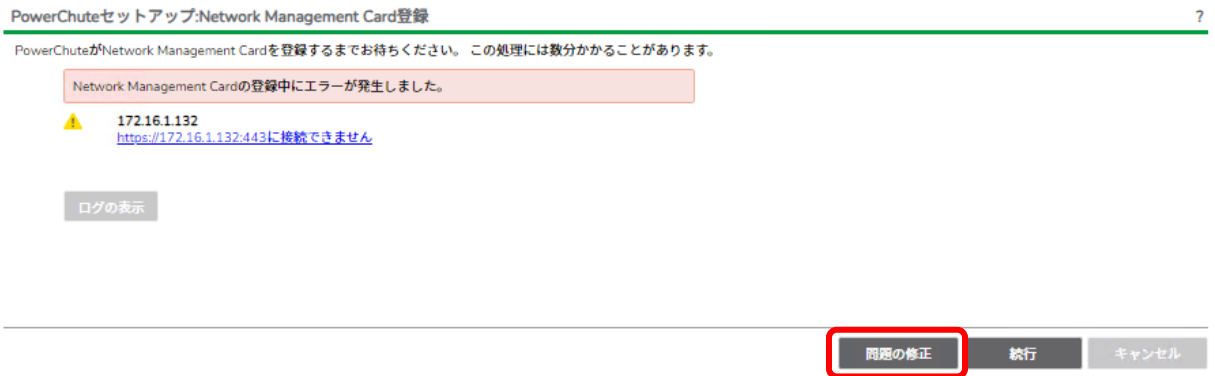 PowerChuteセットアップ:Network Management Card登録
?
PowerChuteがNetwork Management Cardを登録するまでお待ちください。 この処理には数分かかることがあります。
Network Management Cardの登録中にエラーが発生しました。
172.16.1.132
https://172.16.1.132:443に接続できません
ログの表示
問題の修正
続行
キャンセル